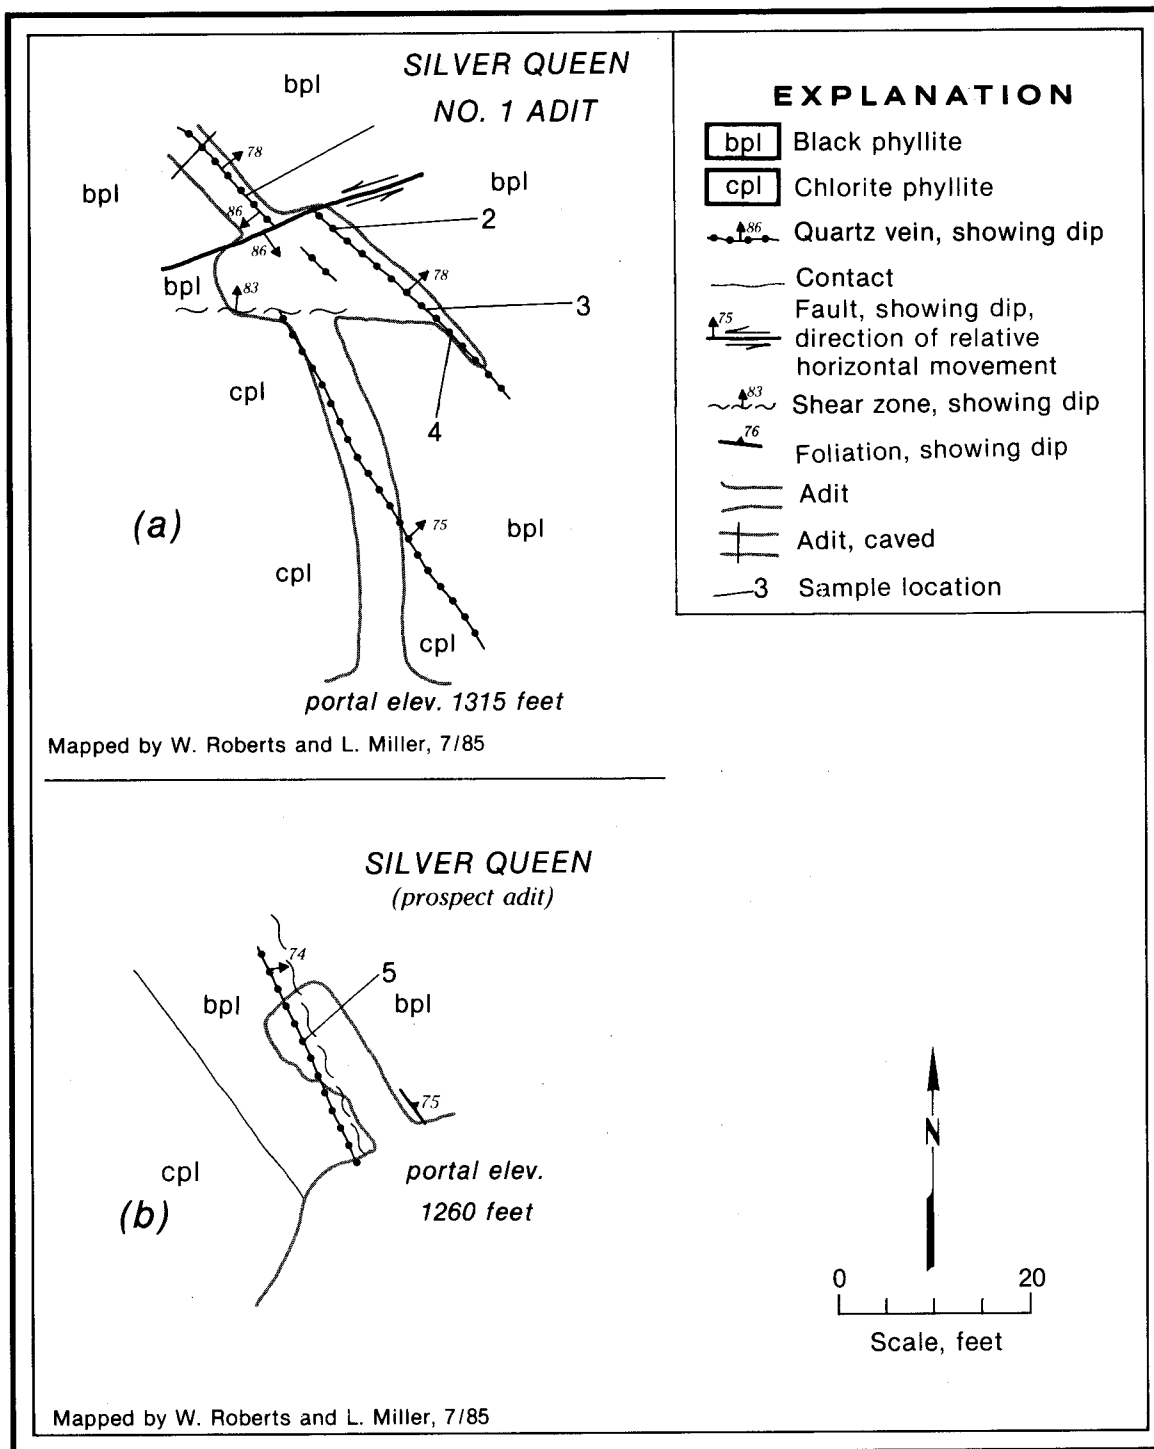 SILVER QUEEN
NO. 1 ADIT
bpl
bpl
bpl
78
86
86
2
bpl
83
78
3
cpl
4
(a)
75
bpl
cpl
cpl
portal elev. 1315 feet
Mapped by W. Roberts and L. Miller, 7/85
EXPLANATION
bpl Black phyllite
cpl Chlorite phyllite
86 Quartz vein, showing dip
Contact
75 Fault, showing dip,
direction of relative
horizontal movement
83 Shear zone, showing dip
76 Foliation, showing dip
Adit
Adit, caved
3 Sample location
SILVER QUEEN
(prospect adit)
74
5
bpl
bpl
75
cpl
portal elev.
1260 feet
(b)
N
0 20
Scale, feet
Mapped by W. Roberts and L. Miller, 7/85